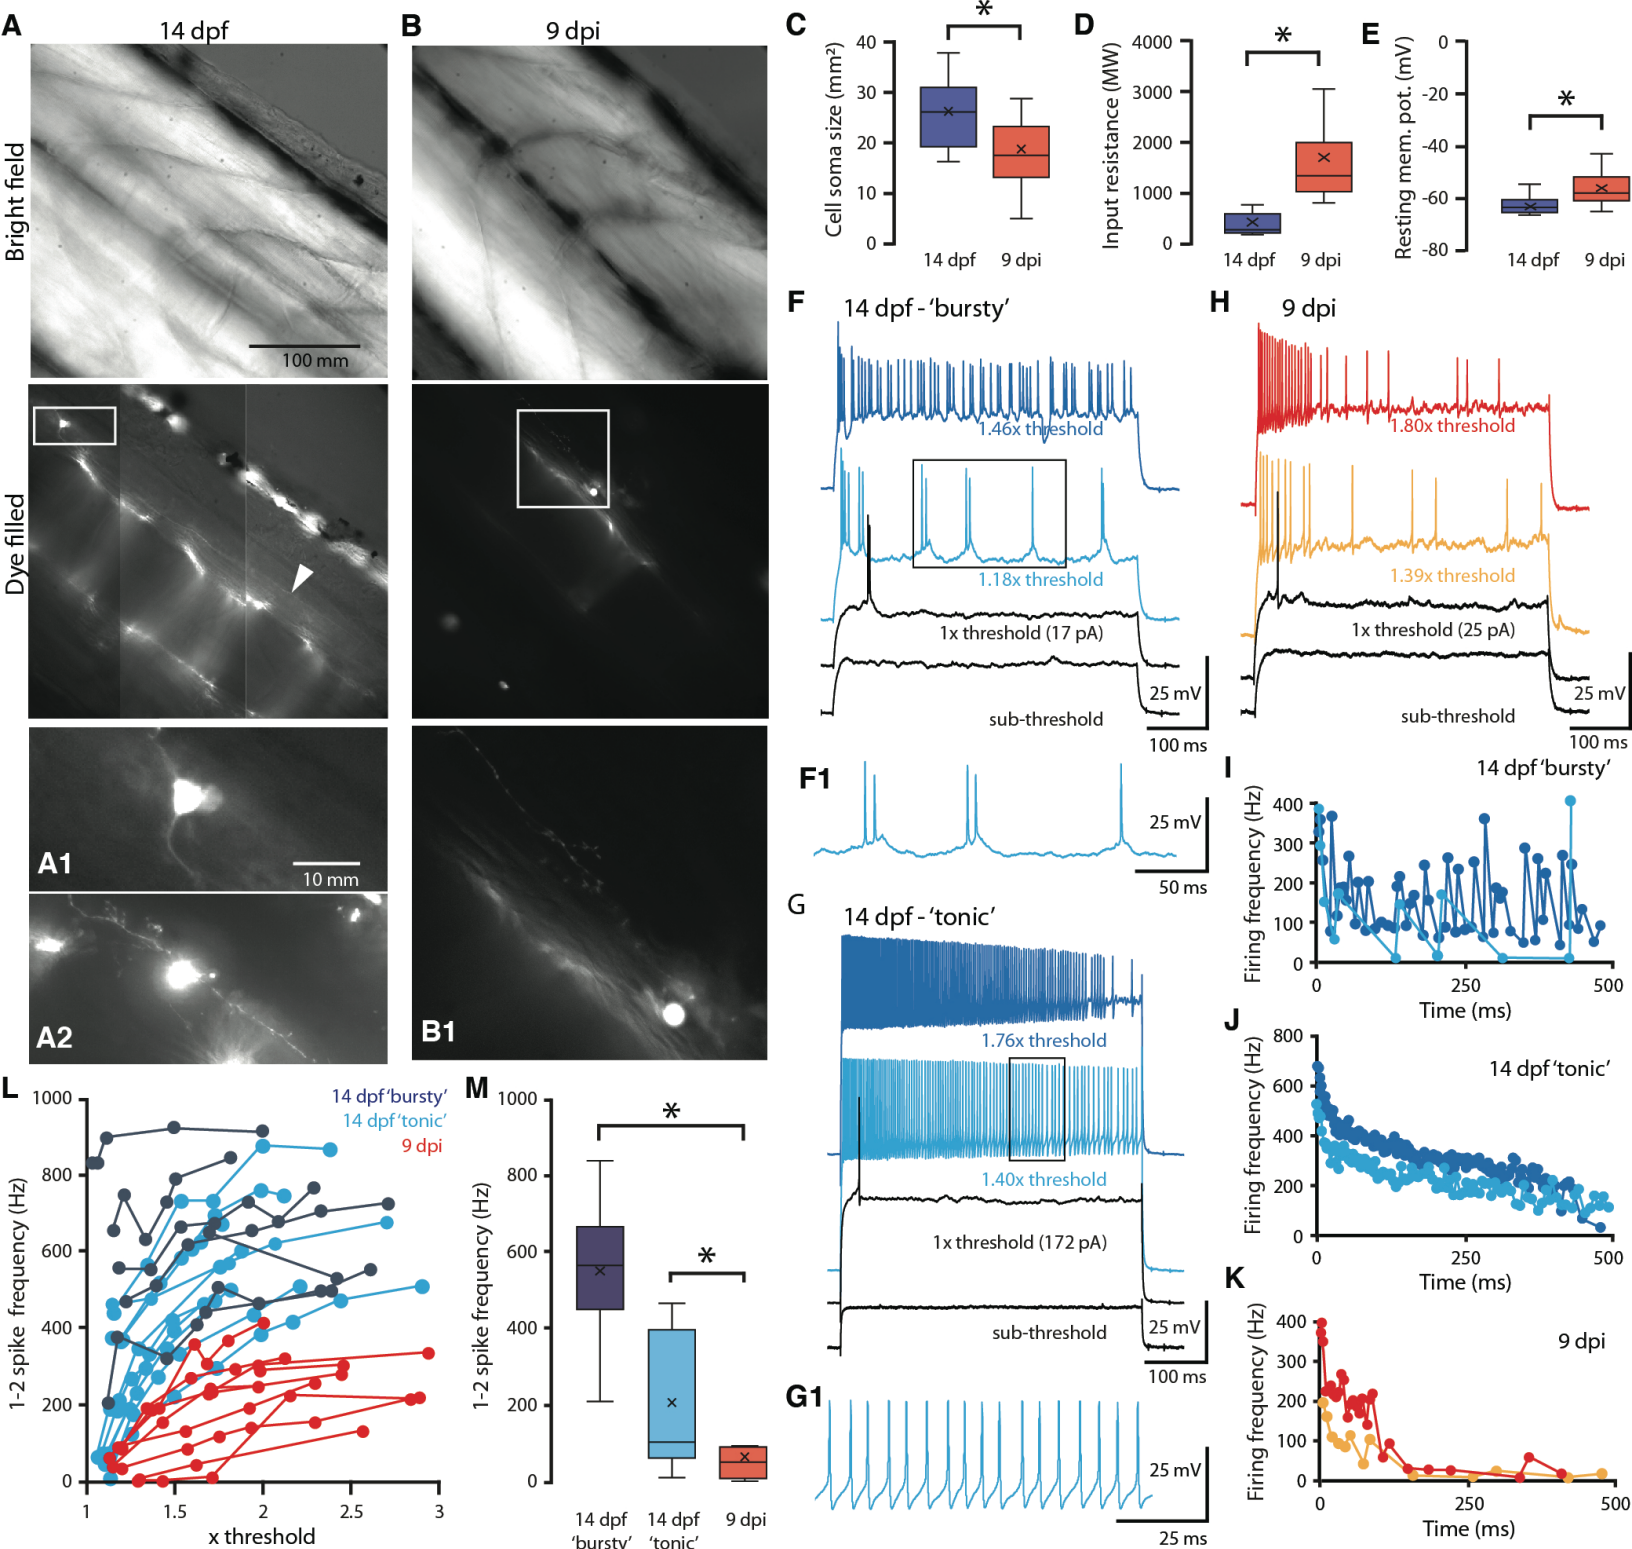 A
14 dpf
B
9 dpi
Bright field
100 mm
Dye filled
A1
10 mm
A2
B1
C
*
Cell soma size (mm²)
40
30
20
10
0
14 dpf
9 dpi
D
*
Input resistance (MW)
4000
3000
2000
1000
0
14 dpf
9 dpi
E
*
Resting mem. pot. (mV)
0
-20
-40
-60
-80
14 dpf
9 dpi
F
14 dpf - 'bursty'
1.46x threshold
1.18x threshold
1x threshold (17 pA)
25 mV
sub-threshold
100 ms
H
9 dpi
1.80x threshold
1.39x threshold
1x threshold (25 pA)
25 mV
sub-threshold
100 ms
F1
25 mV
50 ms
G
14 dpf - 'tonic'
1.76x threshold
1.40x threshold
1x threshold (172 pA)
25 mV
sub-threshold
100 ms
G1
25 mV
25 ms
I
14 dpf 'bursty'
Firing frequency (Hz)
400
300
200
100
0
0
250
500
Time (ms)
J
14 dpf 'tonic'
Firing frequency (Hz)
800
600
400
200
0
0
250
500
Time (ms)
K
9 dpi
Firing frequency (Hz)
400
300
200
100
0
0
250
500
Time (ms)
L
14 dpf 'bursty'
14 dpf 'tonic'
9 dpi
1-2 spike frequency (Hz)
1000
800
600
400
200
0
1
1.5
2
2.5
3
x threshold
M
*
*
1-2 spike frequency (Hz)
1000
800
600
400
200
0
14 dpf 'bursty'
14 dpf 'tonic'
9 dpi